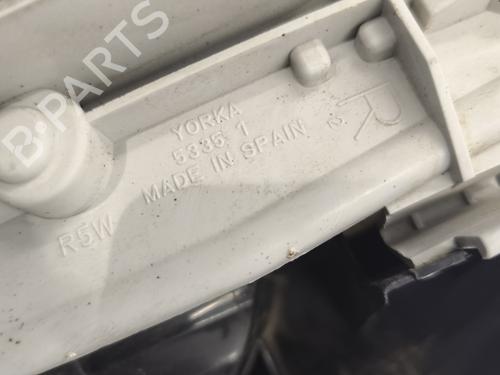 B-PARTS
YORKA
5335 1
MADE IN SPAIN
R
R5W